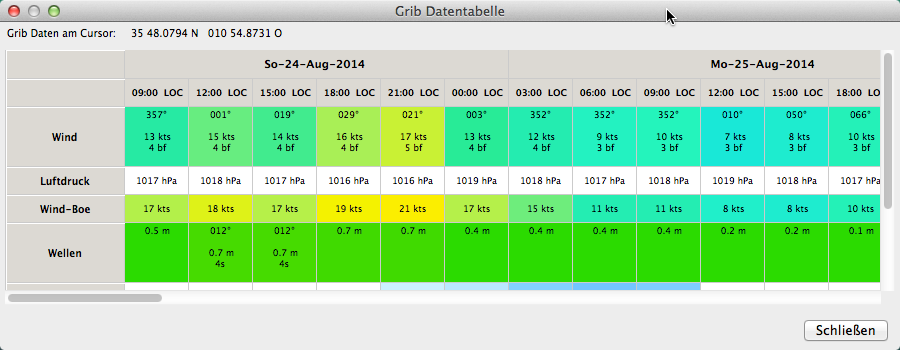 Grib Datentabelle
Grib Daten am Cursor: 35 48.0794 N 010 54.8731 O
So-24-Aug-2014 Mo-25-Aug-2014
09:00 LOC 12:00 LOC 15:00 LOC 18:00 LOC 21:00 LOC 00:00 LOC 03:00 LOC 06:00 LOC 09:00 LOC 12:00 LOC 15:00 LOC 18:00 LO
357° 001° 019° 029° 021° 003° 352° 352° 352° 010° 050° 066°
Wind 13 kts 15 kts 14 kts 16 kts 17 kts 13 kts 12 kts 9 kts 10 kts 7 kts 8 kts 10 kts
4 bf 4 bf 4 bf 4 bf 5 bf 4 bf 4 bf 3 bf 3 bf 3 bf 3 bf 3 bf
Luftdruck 1017 hPa 1018 hPa 1017 hPa 1016 hPa 1016 hPa 1019 hPa 1018 hPa 1017 hPa 1018 hPa 1019 hPa 1018 hPa 1017 hPa
Wind-Boe 17 kts 18 kts 17 kts 19 kts 21 kts 17 kts 15 kts 11 kts 11 kts 8 kts 8 kts 10 kts
0.5 m 012° 012° 0.7 m 0.7 m 0.4 m 0.4 m 0.4 m 0.4 m 0.2 m 0.2 m 0.1 m
Wellen 0.7 m 0.7 m
4s 4s
Schließen